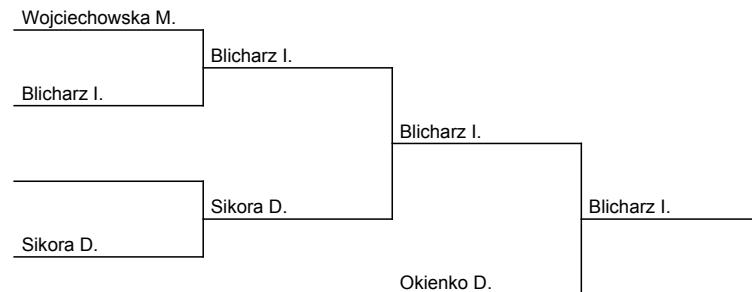 Wojciechowska M.
Blicharz I.
Blicharz I.
Blicharz I.
Sikora D.
Blicharz I.
Sikora D.
Okienko D.